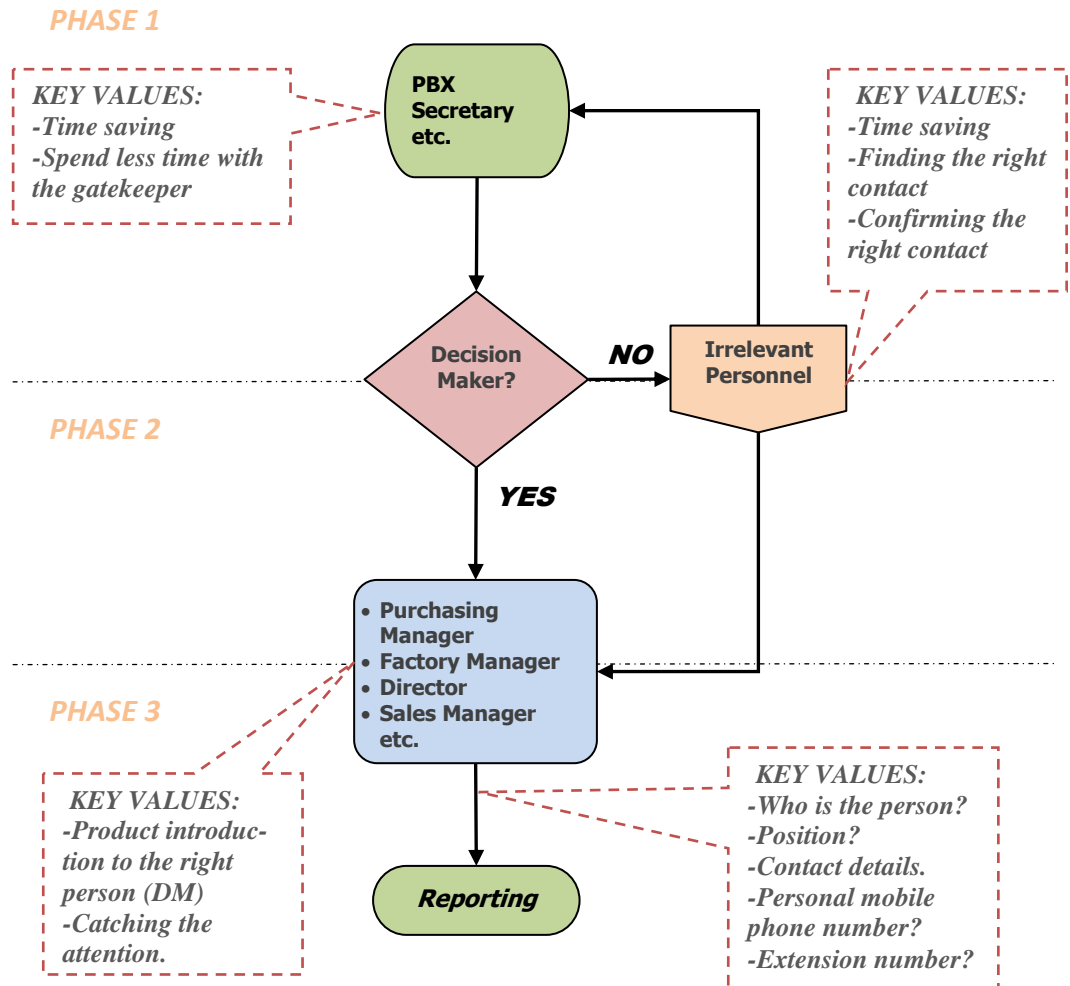 PHASE 1
KEY VALUES:
-Time saving
-Spend less time with
the gatekeeper
PBX
Secretary
etc.
KEY VALUES:
-Time saving
-Finding the right
contact
-Confirming the
right contact
Decision
Maker?
NO
Irrelevant
Personnel
PHASE 2
YES
• Purchasing
Manager
• Factory Manager
• Director
• Sales Manager
etc.
PHASE 3
KEY VALUES:
-Product introduc-
tion to the right
person (DM)
-Catching the
attention.
KEY VALUES:
-Who is the person?
-Position?
-Contact details.
-Personal mobile
phone number?
-Extension number?
Reporting